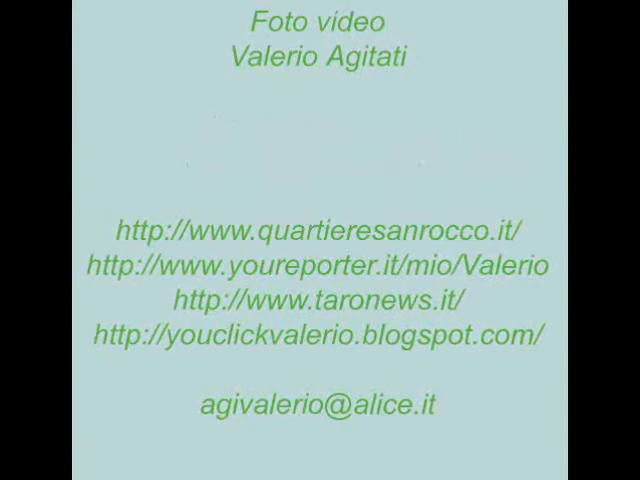 Foto video
Valerio Agitati
http://www.quartieresanrocco.it/
http://www.youreporter.it/mio/Valerio
http://www.taronews.it/
http://youclickvalerio.blogspot.com/
agivalerio@alice.it